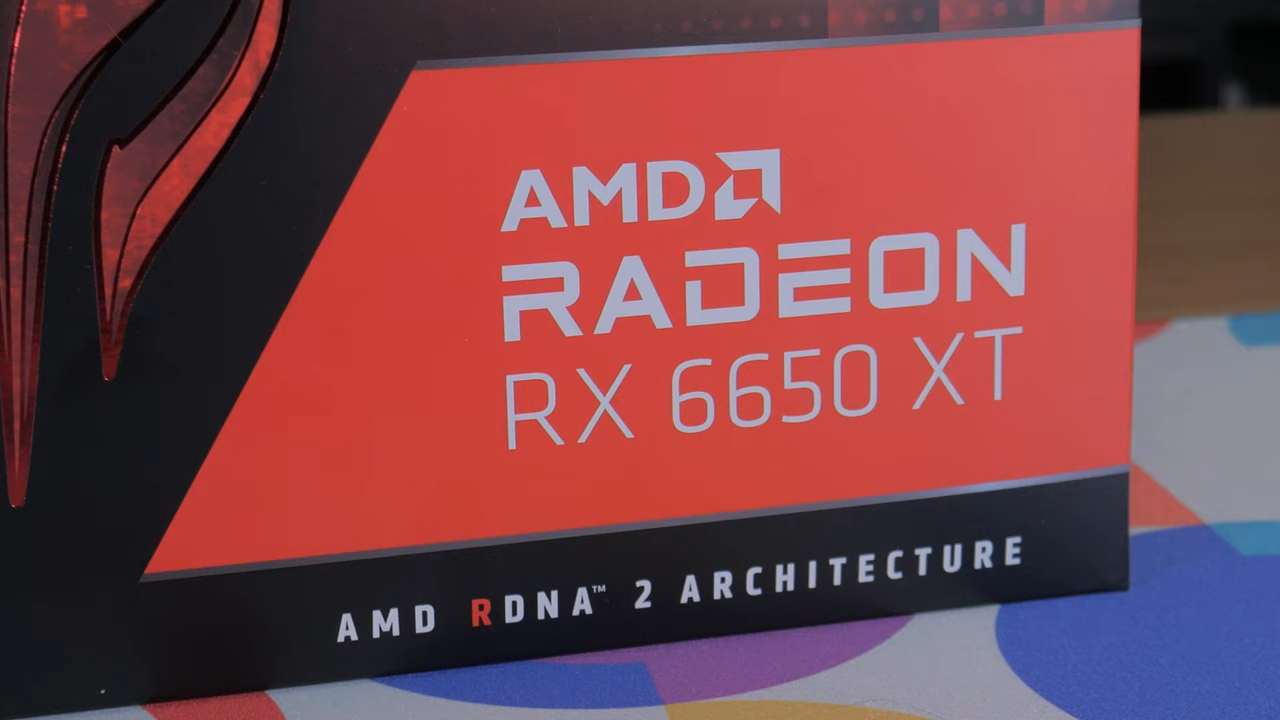 AMD
RADEON
RX 6650 XT
AMD RDNA™ 2 ARCHITECTURE